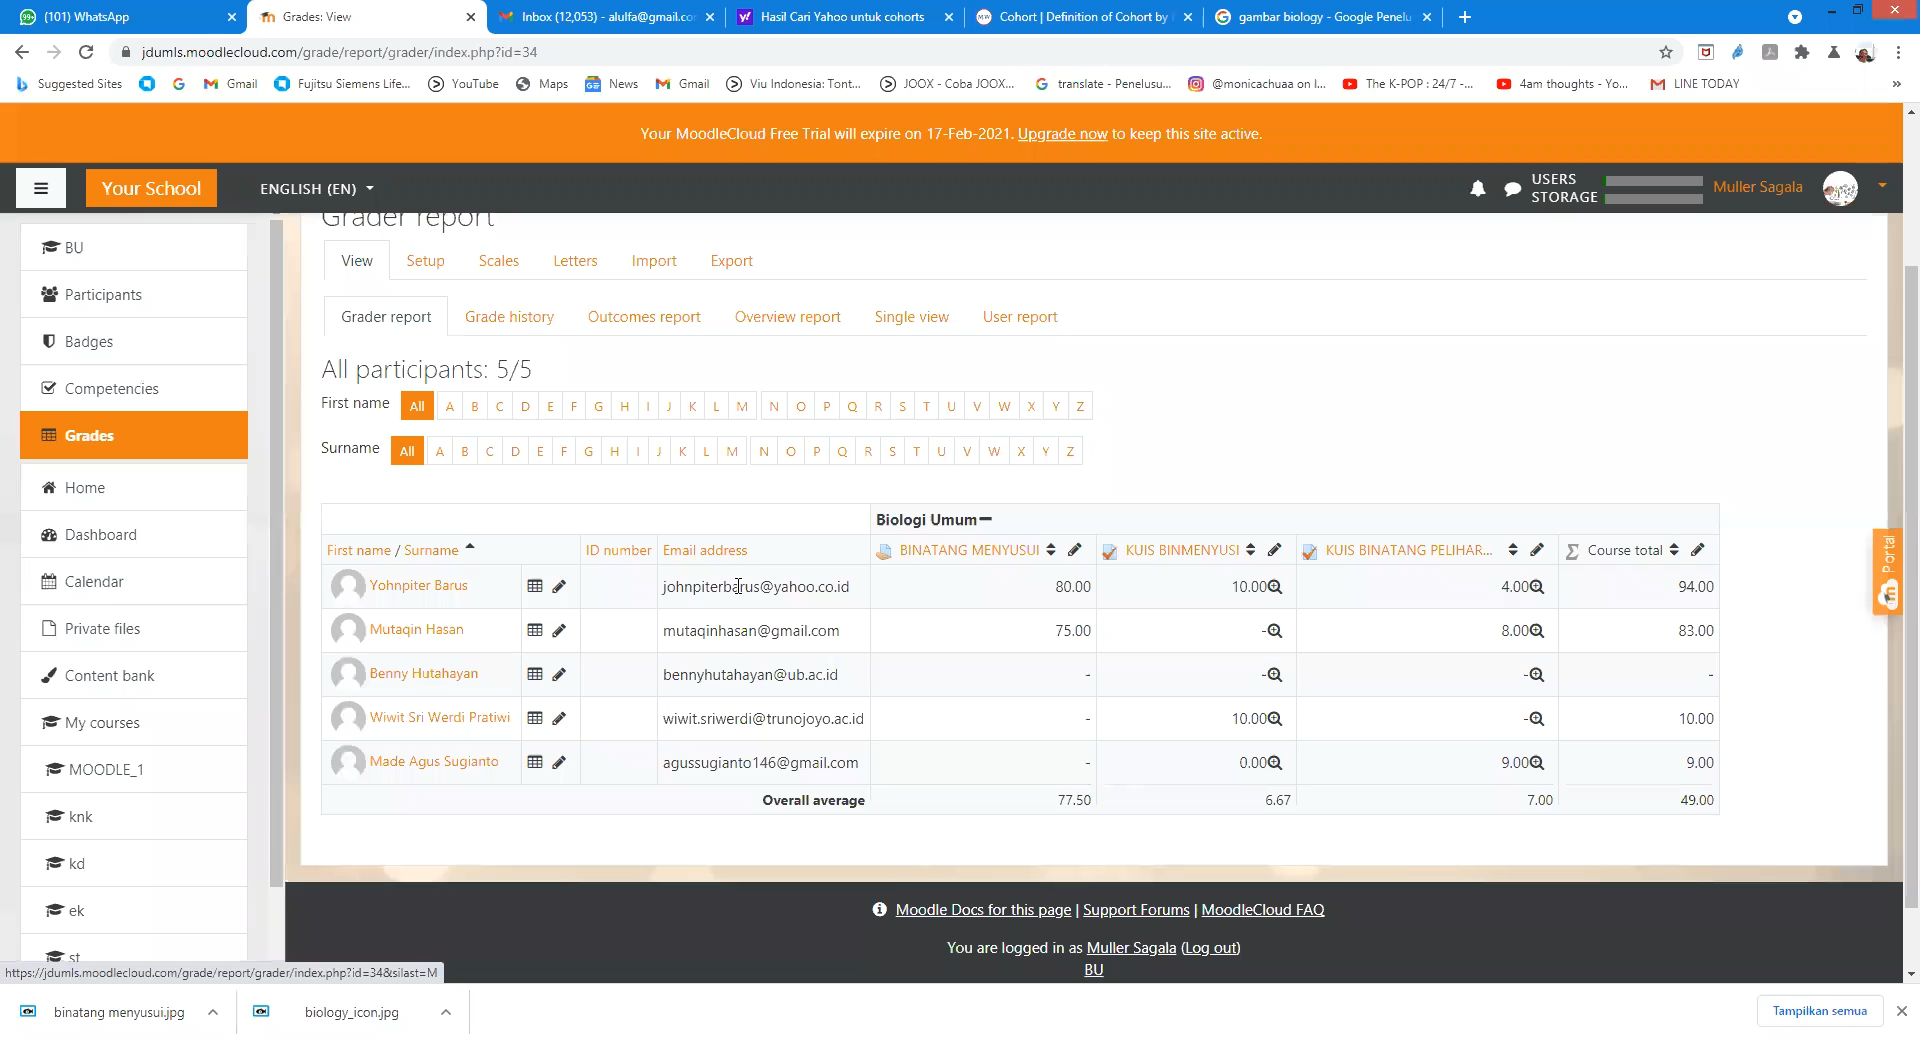 (101) WhatsApp
Grades: View
Inbox (12,053) - alulfa@gmail.co
Hasil Cari Yahoo untuk cohorts
Cohort | Definition of Cohort by
gambar biology - Google Penelu
jdumls.moodlecloud.com/grade/report/grader/index.php?id=34
Suggested Sites
Gmail
Fujitsu Siemens Life...
YouTube
Maps
News
Gmail
Viu Indonesia: Tont...
JOOX - Coba JOOX...
translate - Penelusu...
@monicachuaa on I...
The K-POP : 24/7 -...
4am thoughts - Yo...
LINE TODAY
»
Your MoodleCloud Free Trial will expire on 17-Feb-2021. Upgrade now to keep this site active.
Your School
ENGLISH (EN)
USERS
STORAGE
Muller Sagala
BU
Participants
Badges
Competencies
Grades
Home
Dashboard
Calendar
Private files
Content bank
My courses
MOODLE_1
knk
kd
ek
st
Grader report
View Setup Scales Letters Import Export
Grader report Grade history Outcomes report Overview report Single view User report
All participants: 5/5
First name All A B C D E F G H I J K L M N O P Q R S T U V W X Y Z
Surname All A B C D E F G H I J K L M N O P Q R S T U V W X Y Z
Biologi Umum
First name / Surname ID number Email address BINATANG MENYUSUI KUIS BINMENYUSI KUIS BINATANG PELIHAR... Course total
Yohnpiter Barus johnpiterbarus@yahoo.co.id 80.00 10.00 4.00 94.00
Mutaqin Hasan mutaqinhasan@gmail.com 75.00 - 8.00 83.00
Benny Hutahayan bennyhutahayan@ub.ac.id - - - -
Wiwit Sri Werdi Pratiwi wiwit.sriwerdi@trunojoyo.ac.id - 10.00 - 10.00
Made Agus Sugianto agussugianto146@gmail.com - 0.00 9.00 9.00
Overall average 77.50 6.67 7.00 49.00
Portal
Moodle Docs for this page | Support Forums | MoodleCloud FAQ
You are logged in as Muller Sagala (Log out)
BU
https://jdumls.moodlecloud.com/grade/report/grader/index.php?id=34&silast=M
binatang menyusui.jpg
biology_icon.jpg
Tampilkan semua